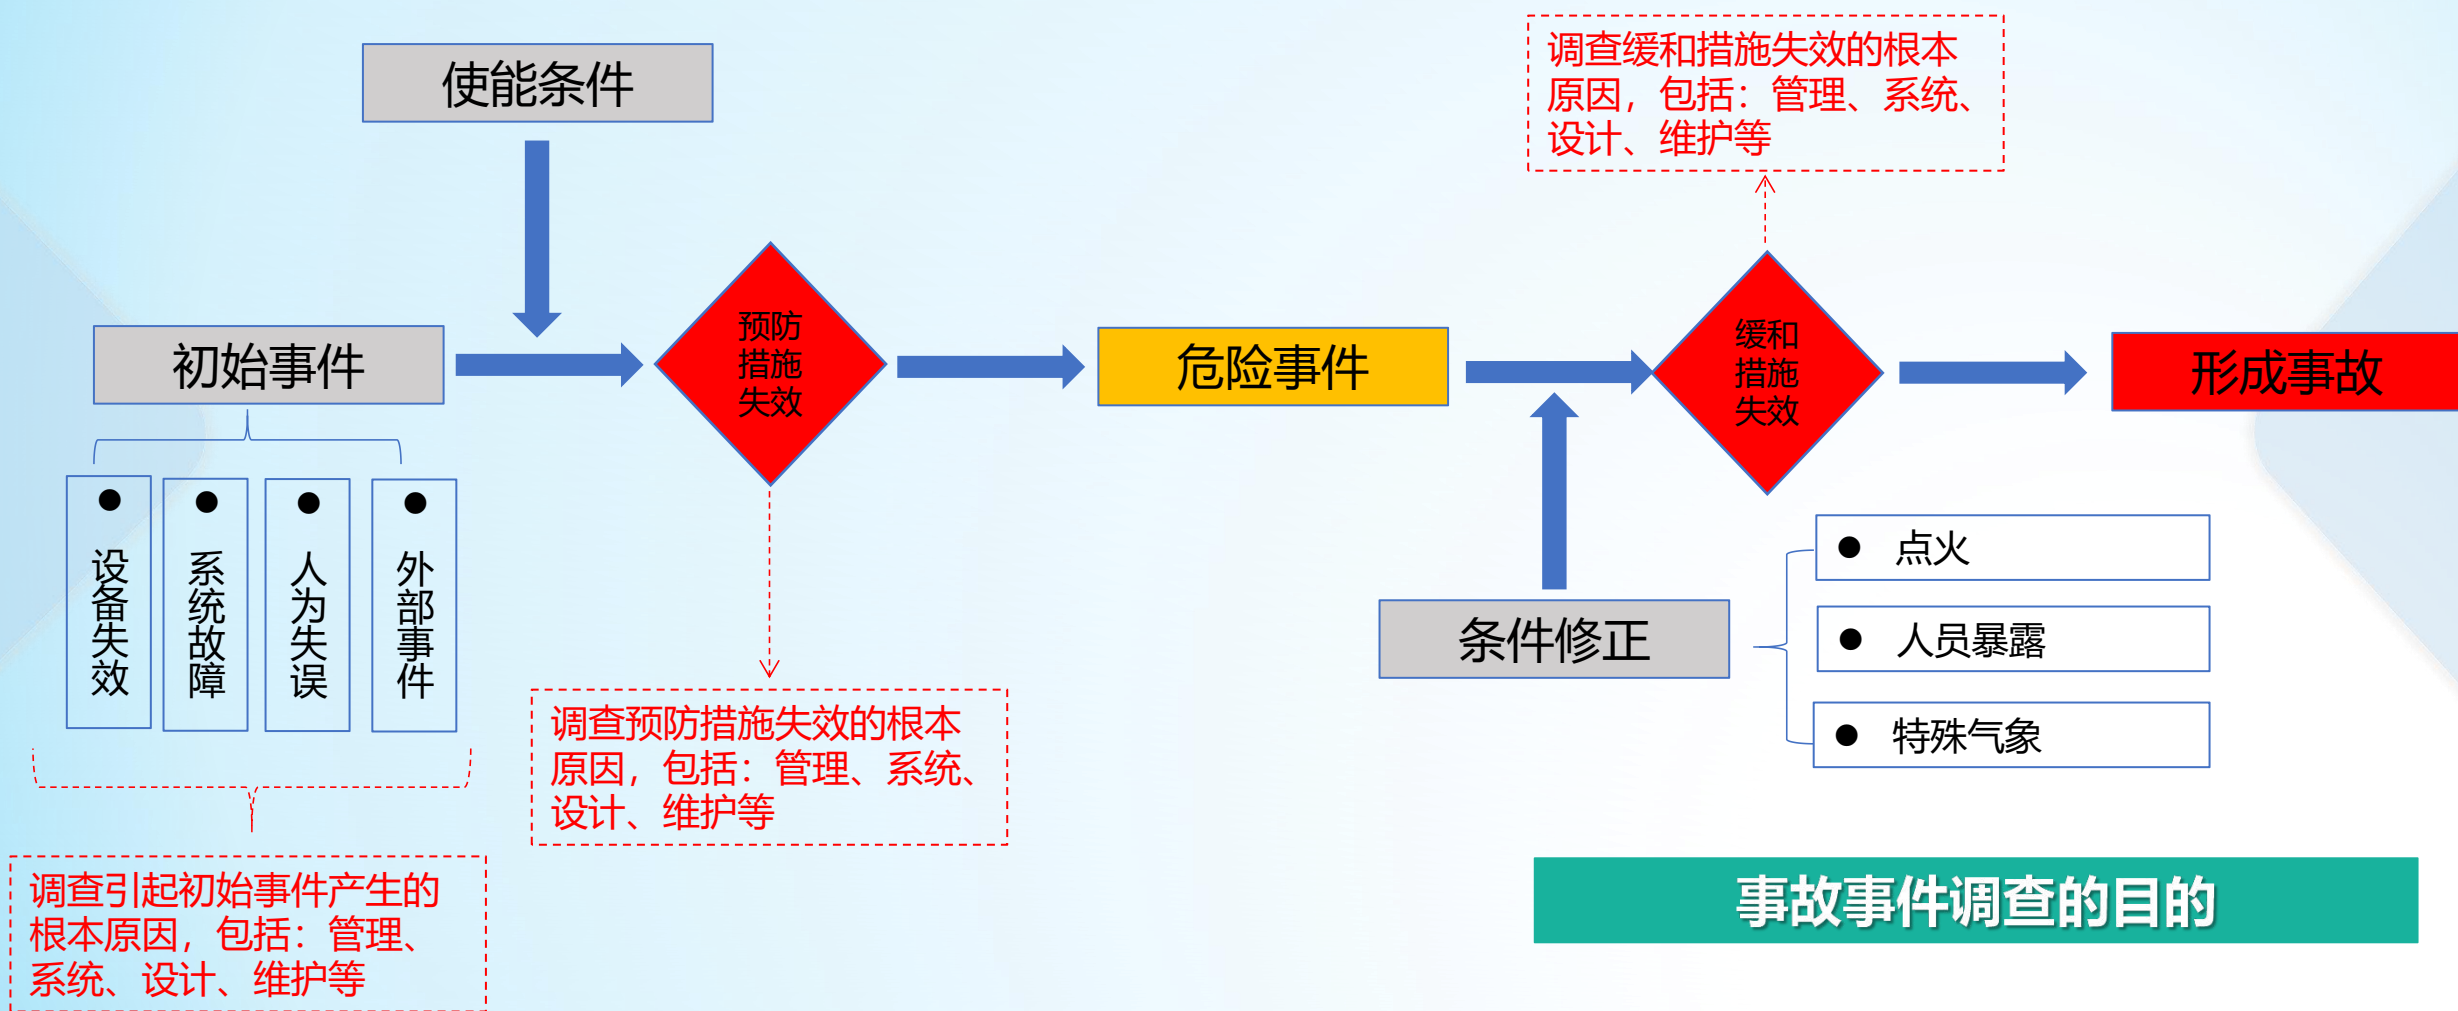 使能条件
调查缓和措施失效的根本
原因，包括：管理、系统、
设计、维护等
初始事件
预防
措施
失效
危险事件
缓和
措施
失效
形成事故
● 设备失效
● 系统故障
● 人为失误
● 外部事件
● 点火
条件修正
● 人员暴露
● 特殊气象
调查预防措施失效的根本
原因，包括：管理、系统、
设计、维护等
调查引起初始事件产生的
根本原因，包括：管理、
系统、设计、维护等
事故事件调查的目的